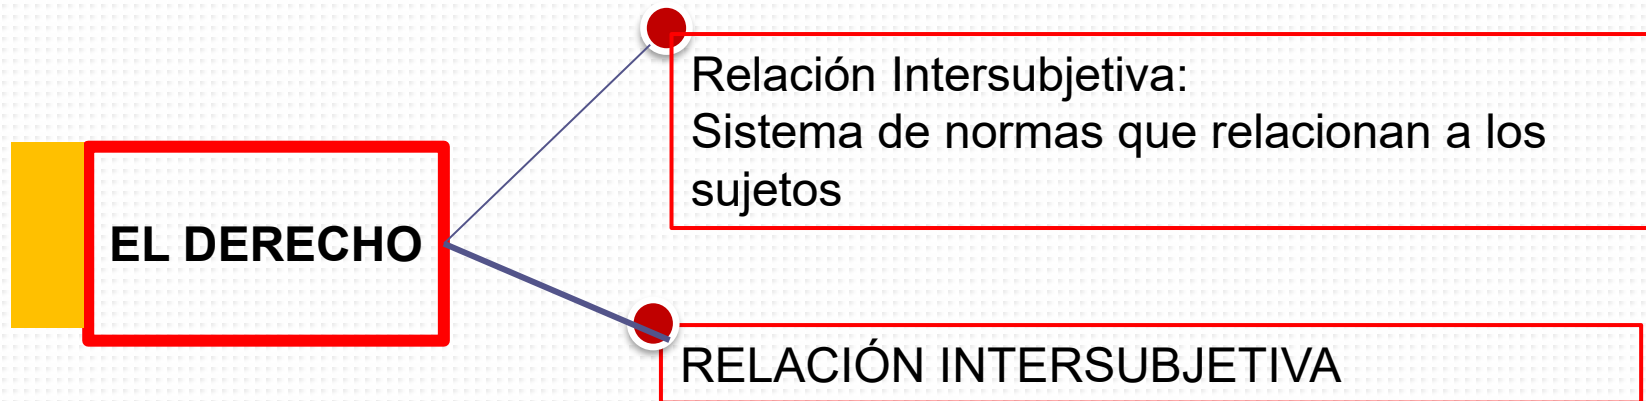 Relación Intersubjetiva:
Sistema de normas que relacionan a los
sujetos
EL DERECHO
RELACIÓN INTERSUBJETIVA